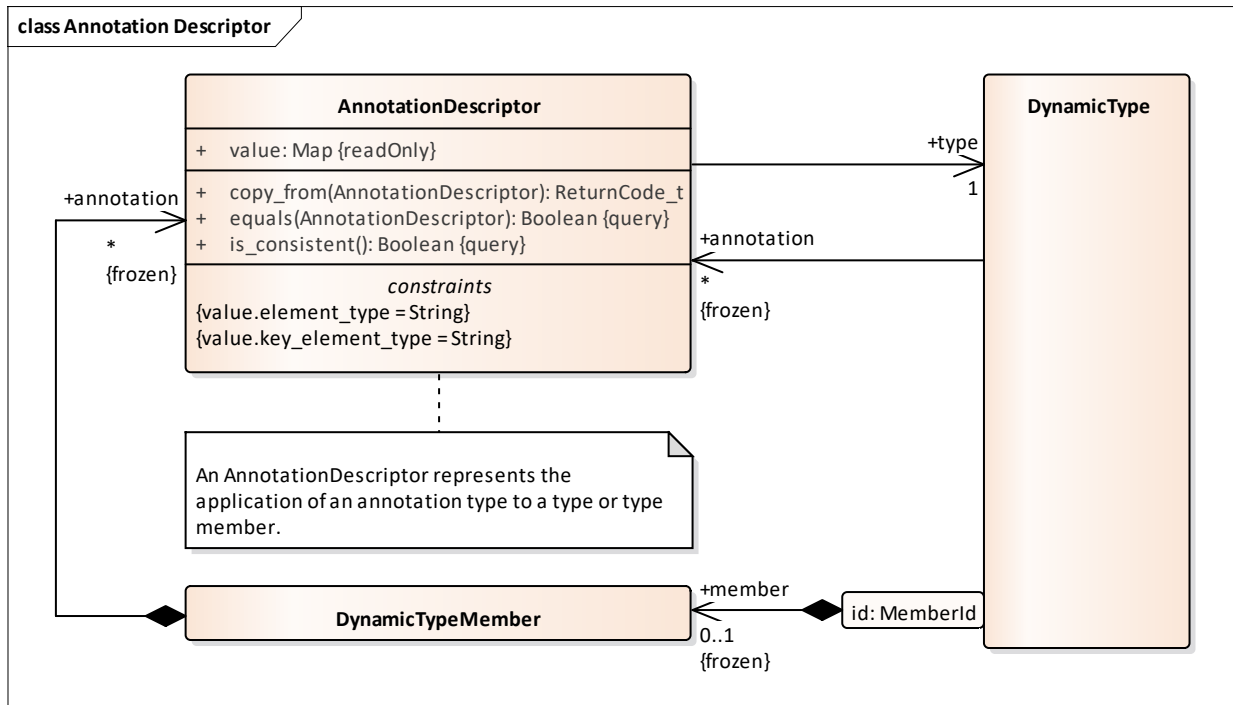 class Annotation Descriptor
AnnotationDescriptor
+ value: Map {readOnly}
+ copy_from(AnnotationDescriptor): ReturnCode_t
+ equals(AnnotationDescriptor): Boolean {query}
+ is_consistent(): Boolean {query}
constraints
{value.element_type = String}
{value.key_element_type = String}
DynamicType
+type
1
+annotation
*
{frozen}
+annotation
*
{frozen}
An AnnotationDescriptor represents the
application of an annotation type to a type or type
member.
DynamicTypeMember
+member
0..1
{frozen}
id: MemberId